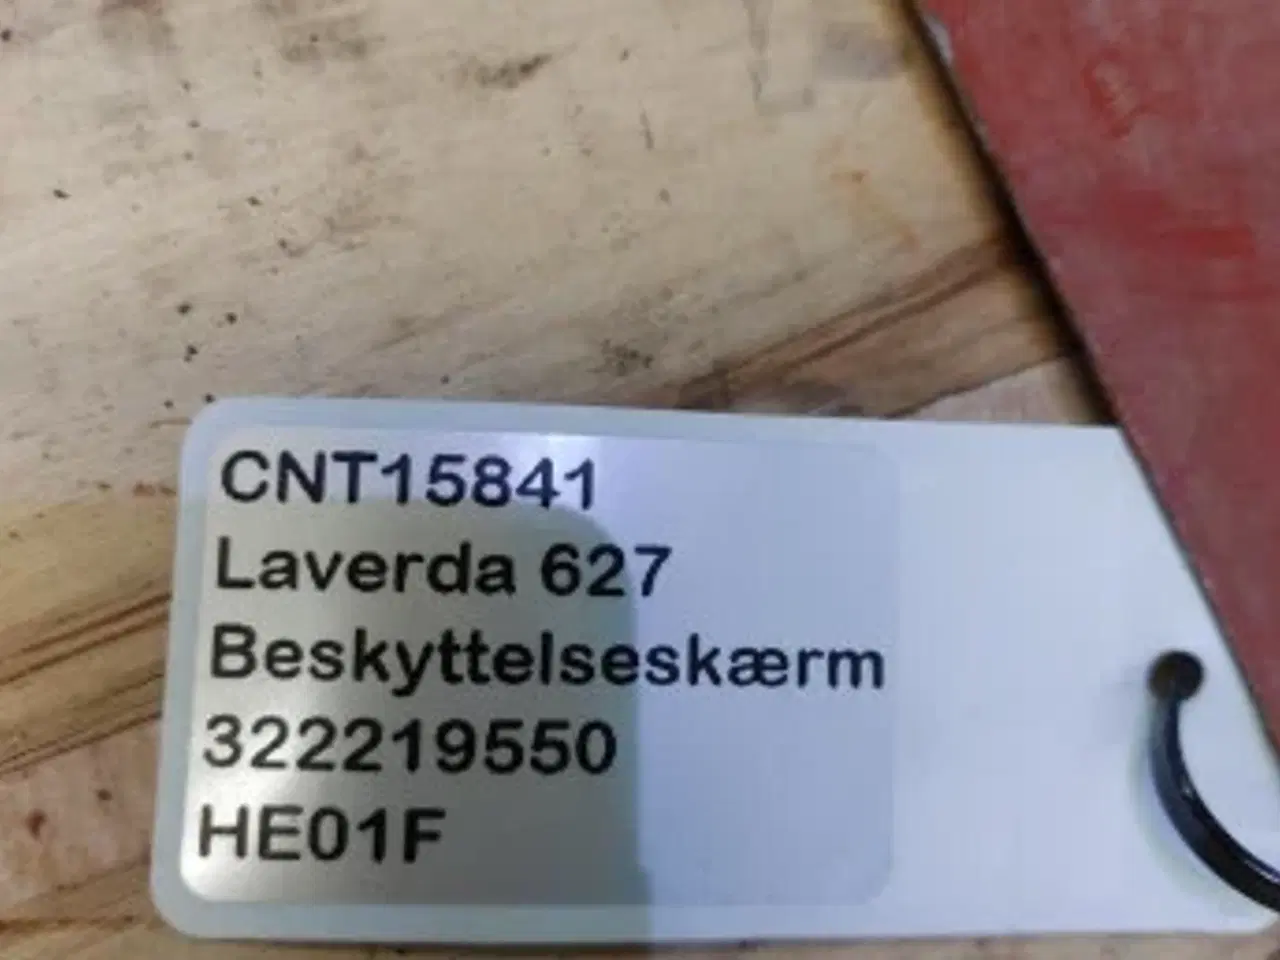 CNT15841
Laverda 627
Beskyttelseskærm
322219550
HE01F